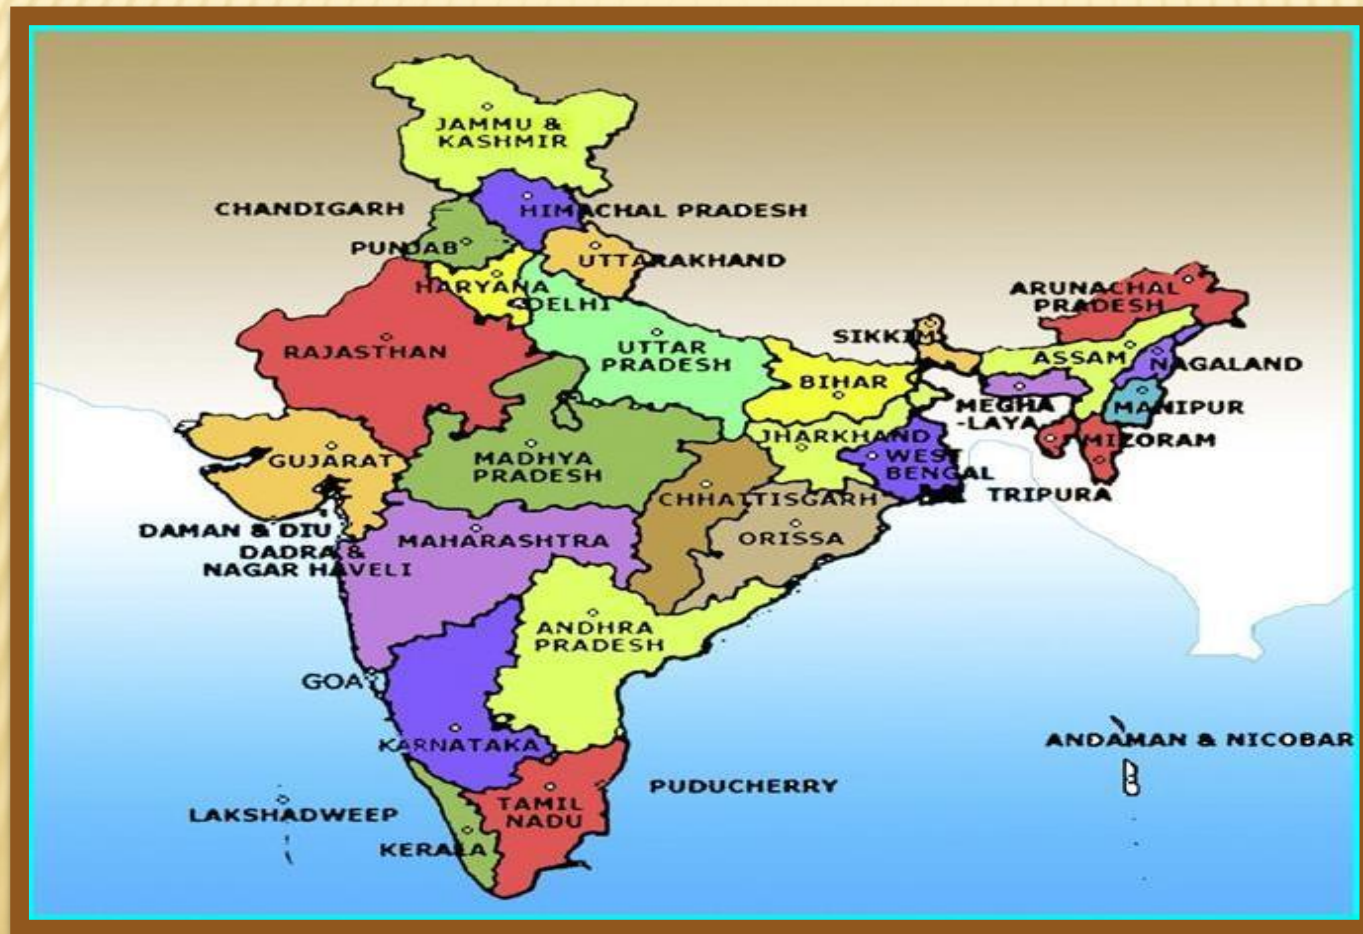 JAMMU &
KASHMIR
CHANDIGARH
HIMACHAL PRADESH
PUNJAB
UTTARAKHAND
HARYANA
DELHI
ARUNACHAL
PRADESH
SIKKIM
RAJASTHAN
UTTAR
PRADESH
ASSAM
NAGALAND
BIHAR
MEGHA
-LAYA
MANIPUR
JHARKHAND
MIZORAM
GUJARAT
MADHYA
PRADESH
WEST
BENGAL
CHHATTISGARH
TRIPURA
DAMAN & DIU
DADRA &
NAGAR HAVELI
MAHARASHTRA
ORISSA
ANDHRA
PRADESH
GOA
KARNATAKA
ANDAMAN & NICOBAR
PUDUCHERRY
LAKSHADWEEP
TAMIL
NADU
KERALA